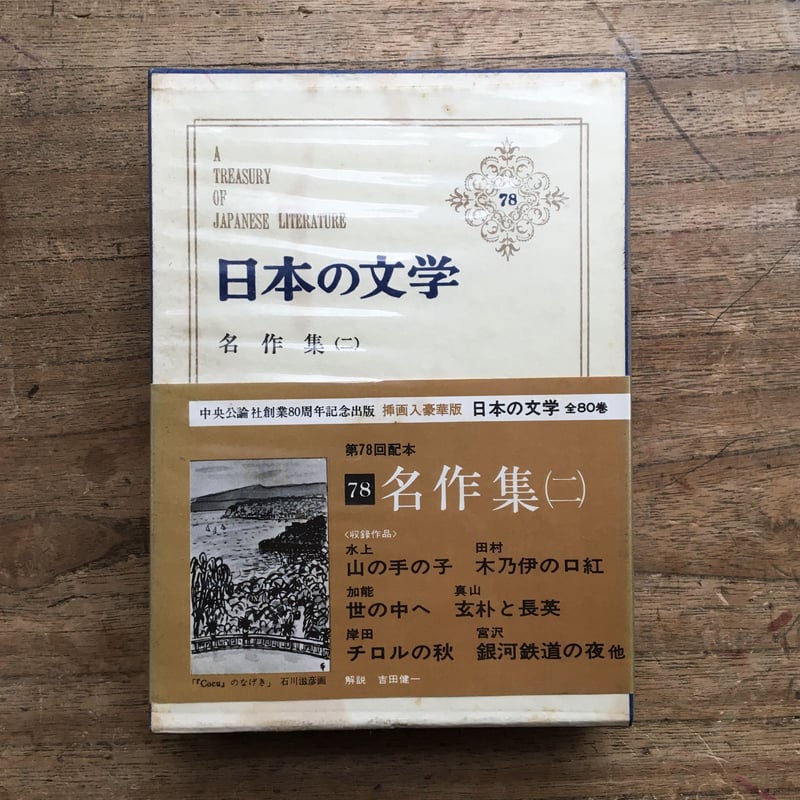 A
TREASURY
OF
JAPANESE LITERATURE
78
日本の文学
名作集(二)
中央公論社創業80周年記念出版 挿画入豪華版 日本の文学 全80巻
第78回配本
78 名作集(二)
〈収録作品〉
水上 田村
山の手の子 木乃伊の口紅
加能 真山
世の中へ 玄朴と長英
岸田 宮沢
チロルの秋 銀河鉄道の夜他
「『Cocu』のなげき」 石川滋彦画
解説 吉田健一